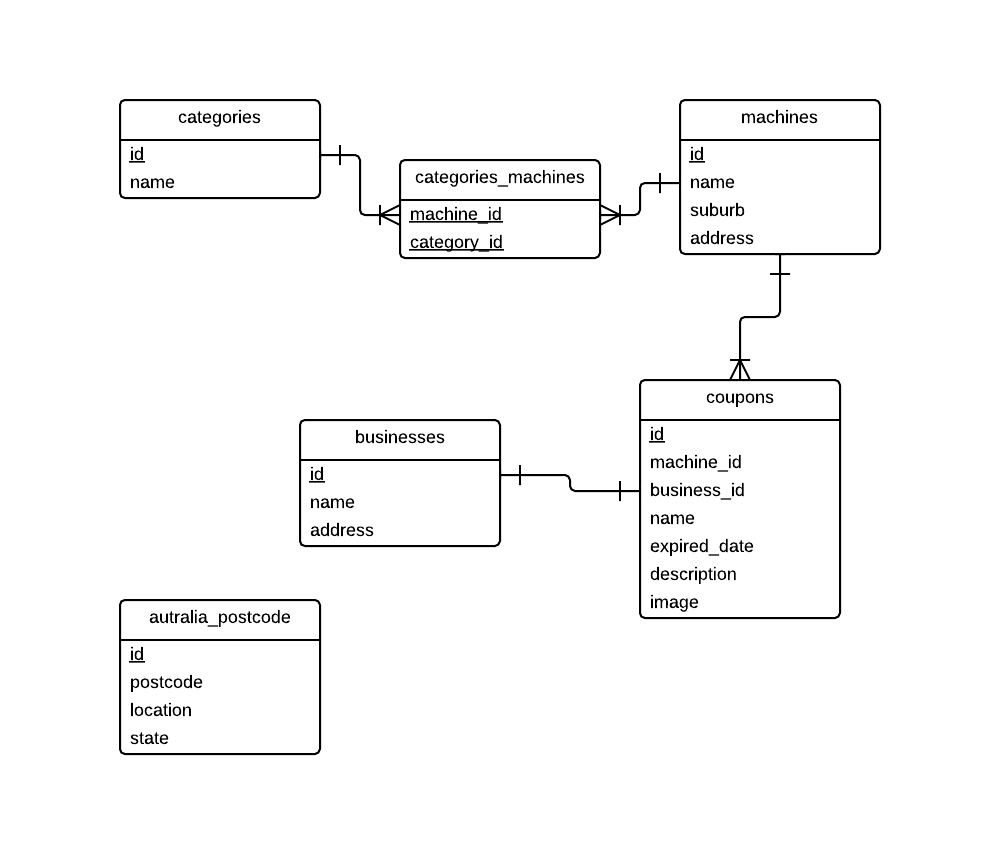 categories
id
name
categories_machines
machine_id
category_id
machines
id
name
suburb
address
businesses
id
name
address
coupons
id
machine_id
business_id
name
expired_date
description
image
autralia_postcode
id
postcode
location
state